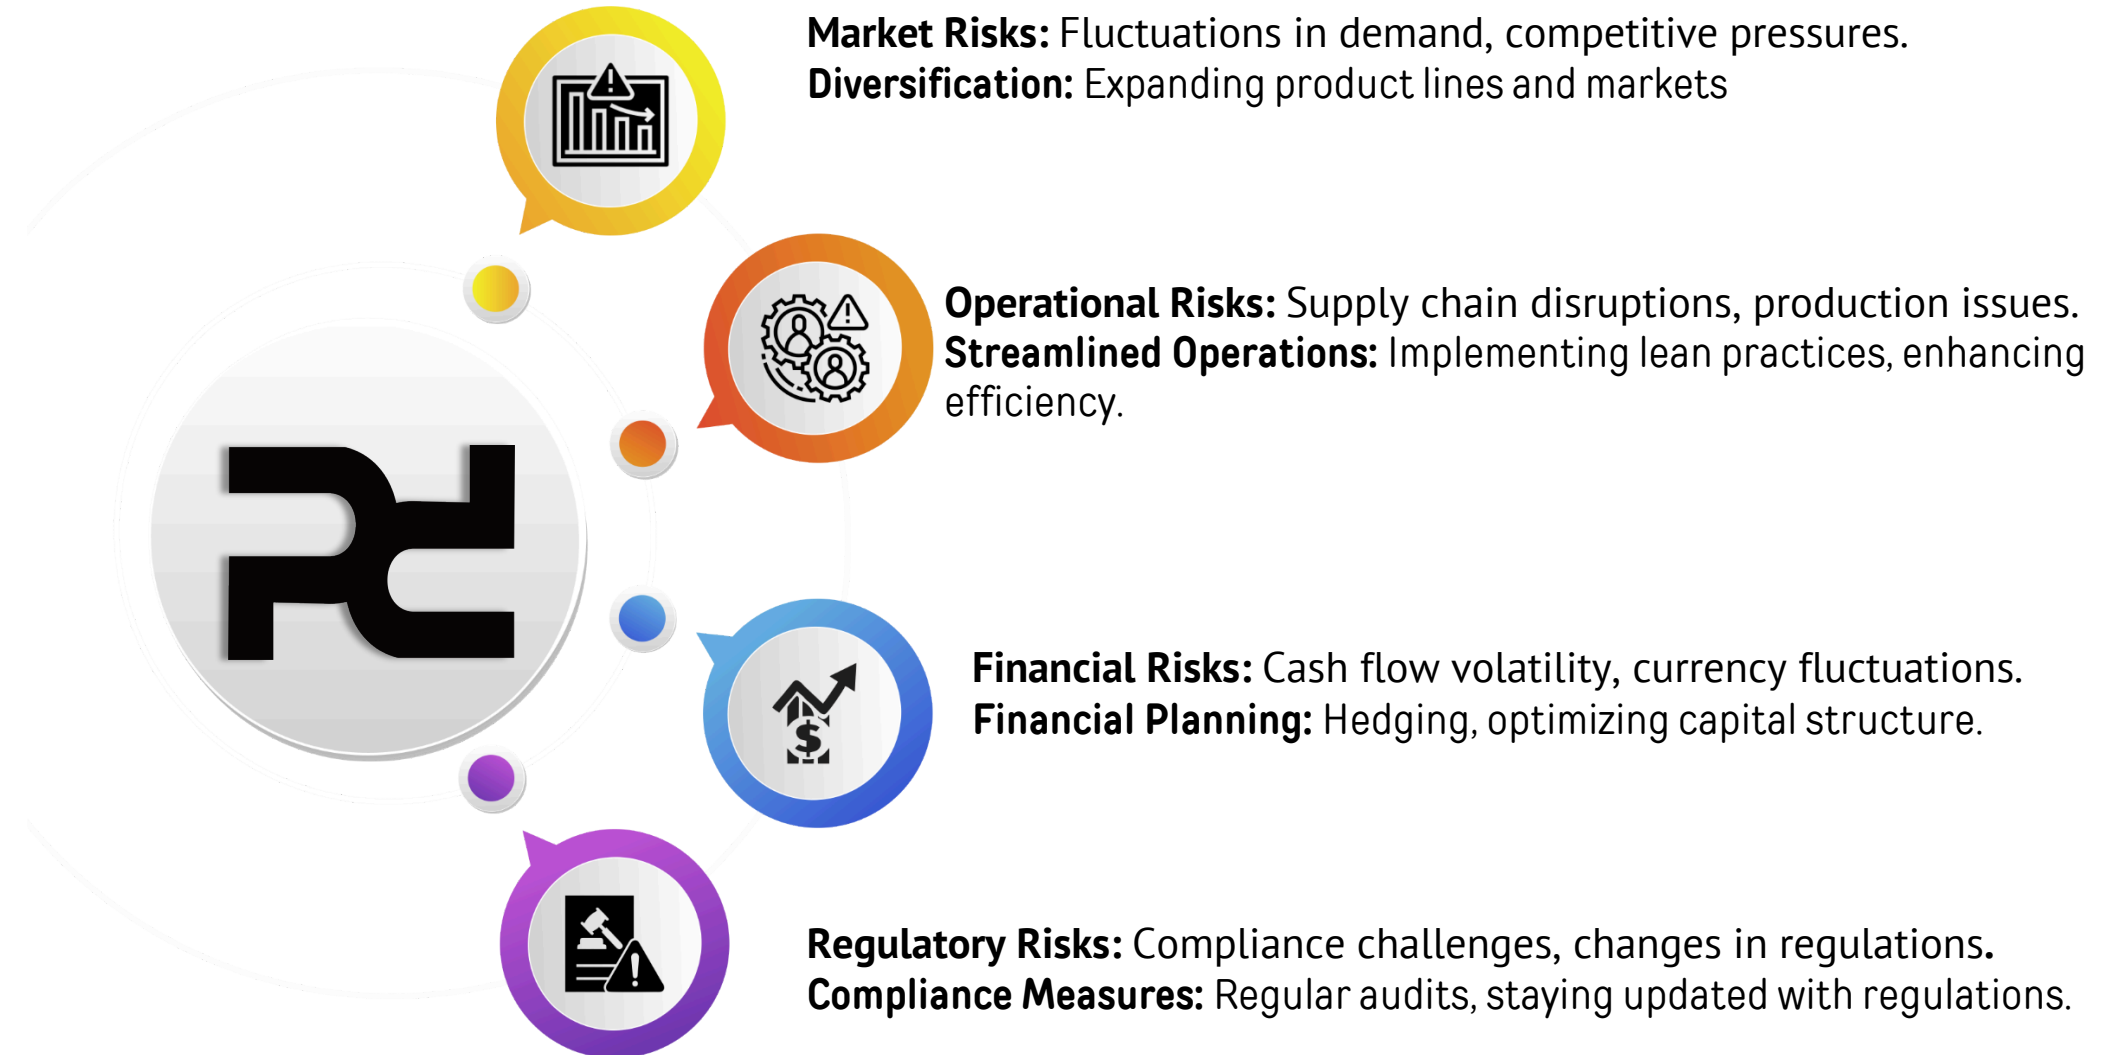 Market Risks: Fluctuations in demand, competitive pressures.
Diversification: Expanding product lines and markets
Operational Risks: Supply chain disruptions, production issues.
Streamlined Operations: Implementing lean practices, enhancing
efficiency.
Financial Risks: Cash flow volatility, currency fluctuations.
Financial Planning: Hedging, optimizing capital structure.
Regulatory Risks: Compliance challenges, changes in regulations.
Compliance Measures: Regular audits, staying updated with regulations.